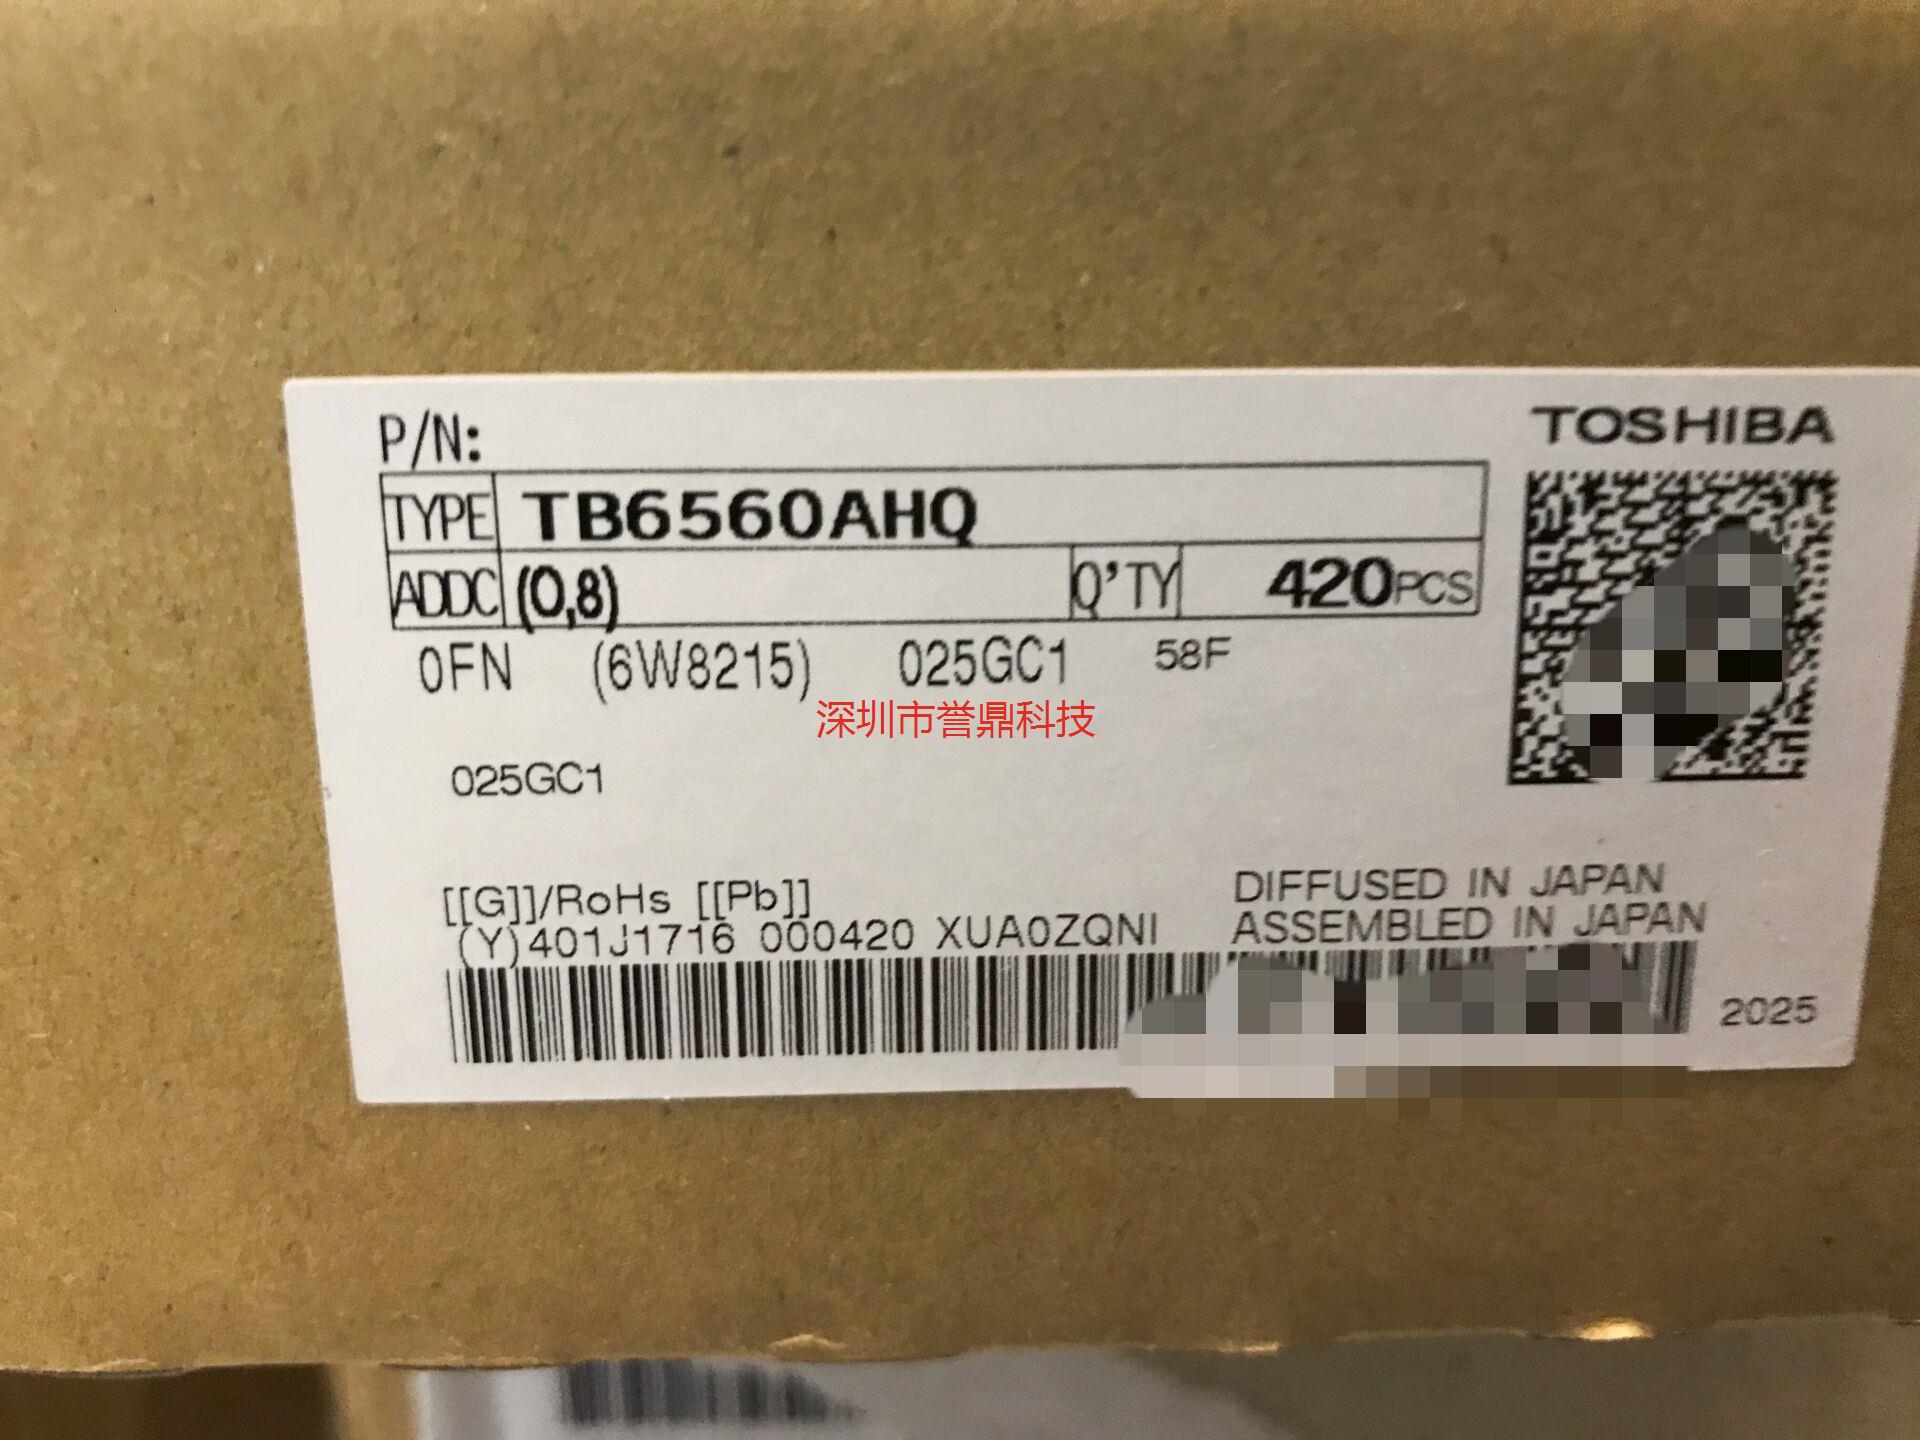 P/N:
TOSHIBA
TYPE TB6560AHQ
ADDC (O,8) Q'TY 420PCS
0FN (6W8215) 025GC1 58F
深圳市誉鼎科技
025GC1
[[G]]/RoHs [[Pb]]
DIFFUSED IN JAPAN
(Y)401J1716 000420 XUA0ZQNI
ASSEMBLED IN JAPAN
2025